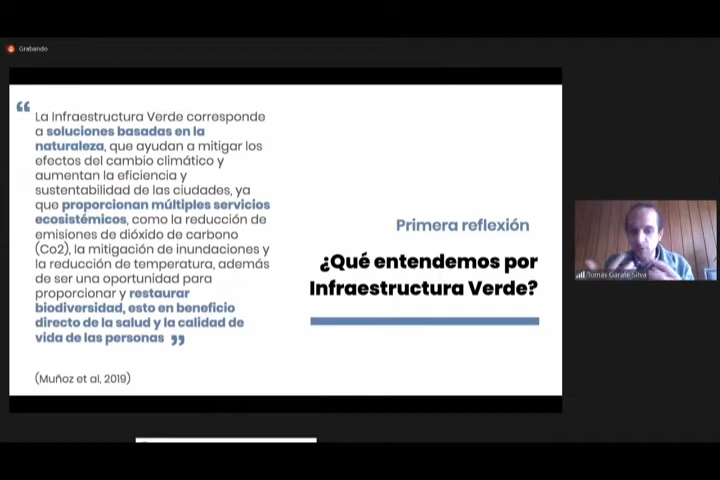 Grabando
“
La Infraestructura Verde corresponde
a soluciones basadas en la
naturaleza, que ayudan a mitigar los
efectos del cambio climático y
aumentan la eficiencia y
sustentabilidad de las ciudades, ya
que proporcionan múltiples servicios
ecosistémicos, como la reducción de
emisiones de dióxido de carbono
(Co2), la mitigación de inundaciones y
la reducción de temperatura, además
de ser una oportunidad para
proporcionar y restaurar
biodiversidad, esto en beneficio
directo de la salud y la calidad de
vida de las personas ”
(Muñoz et al, 2019)
Primera reflexión
¿Qué entendemos por
Infraestructura Verde?
Tomás Garate Silva